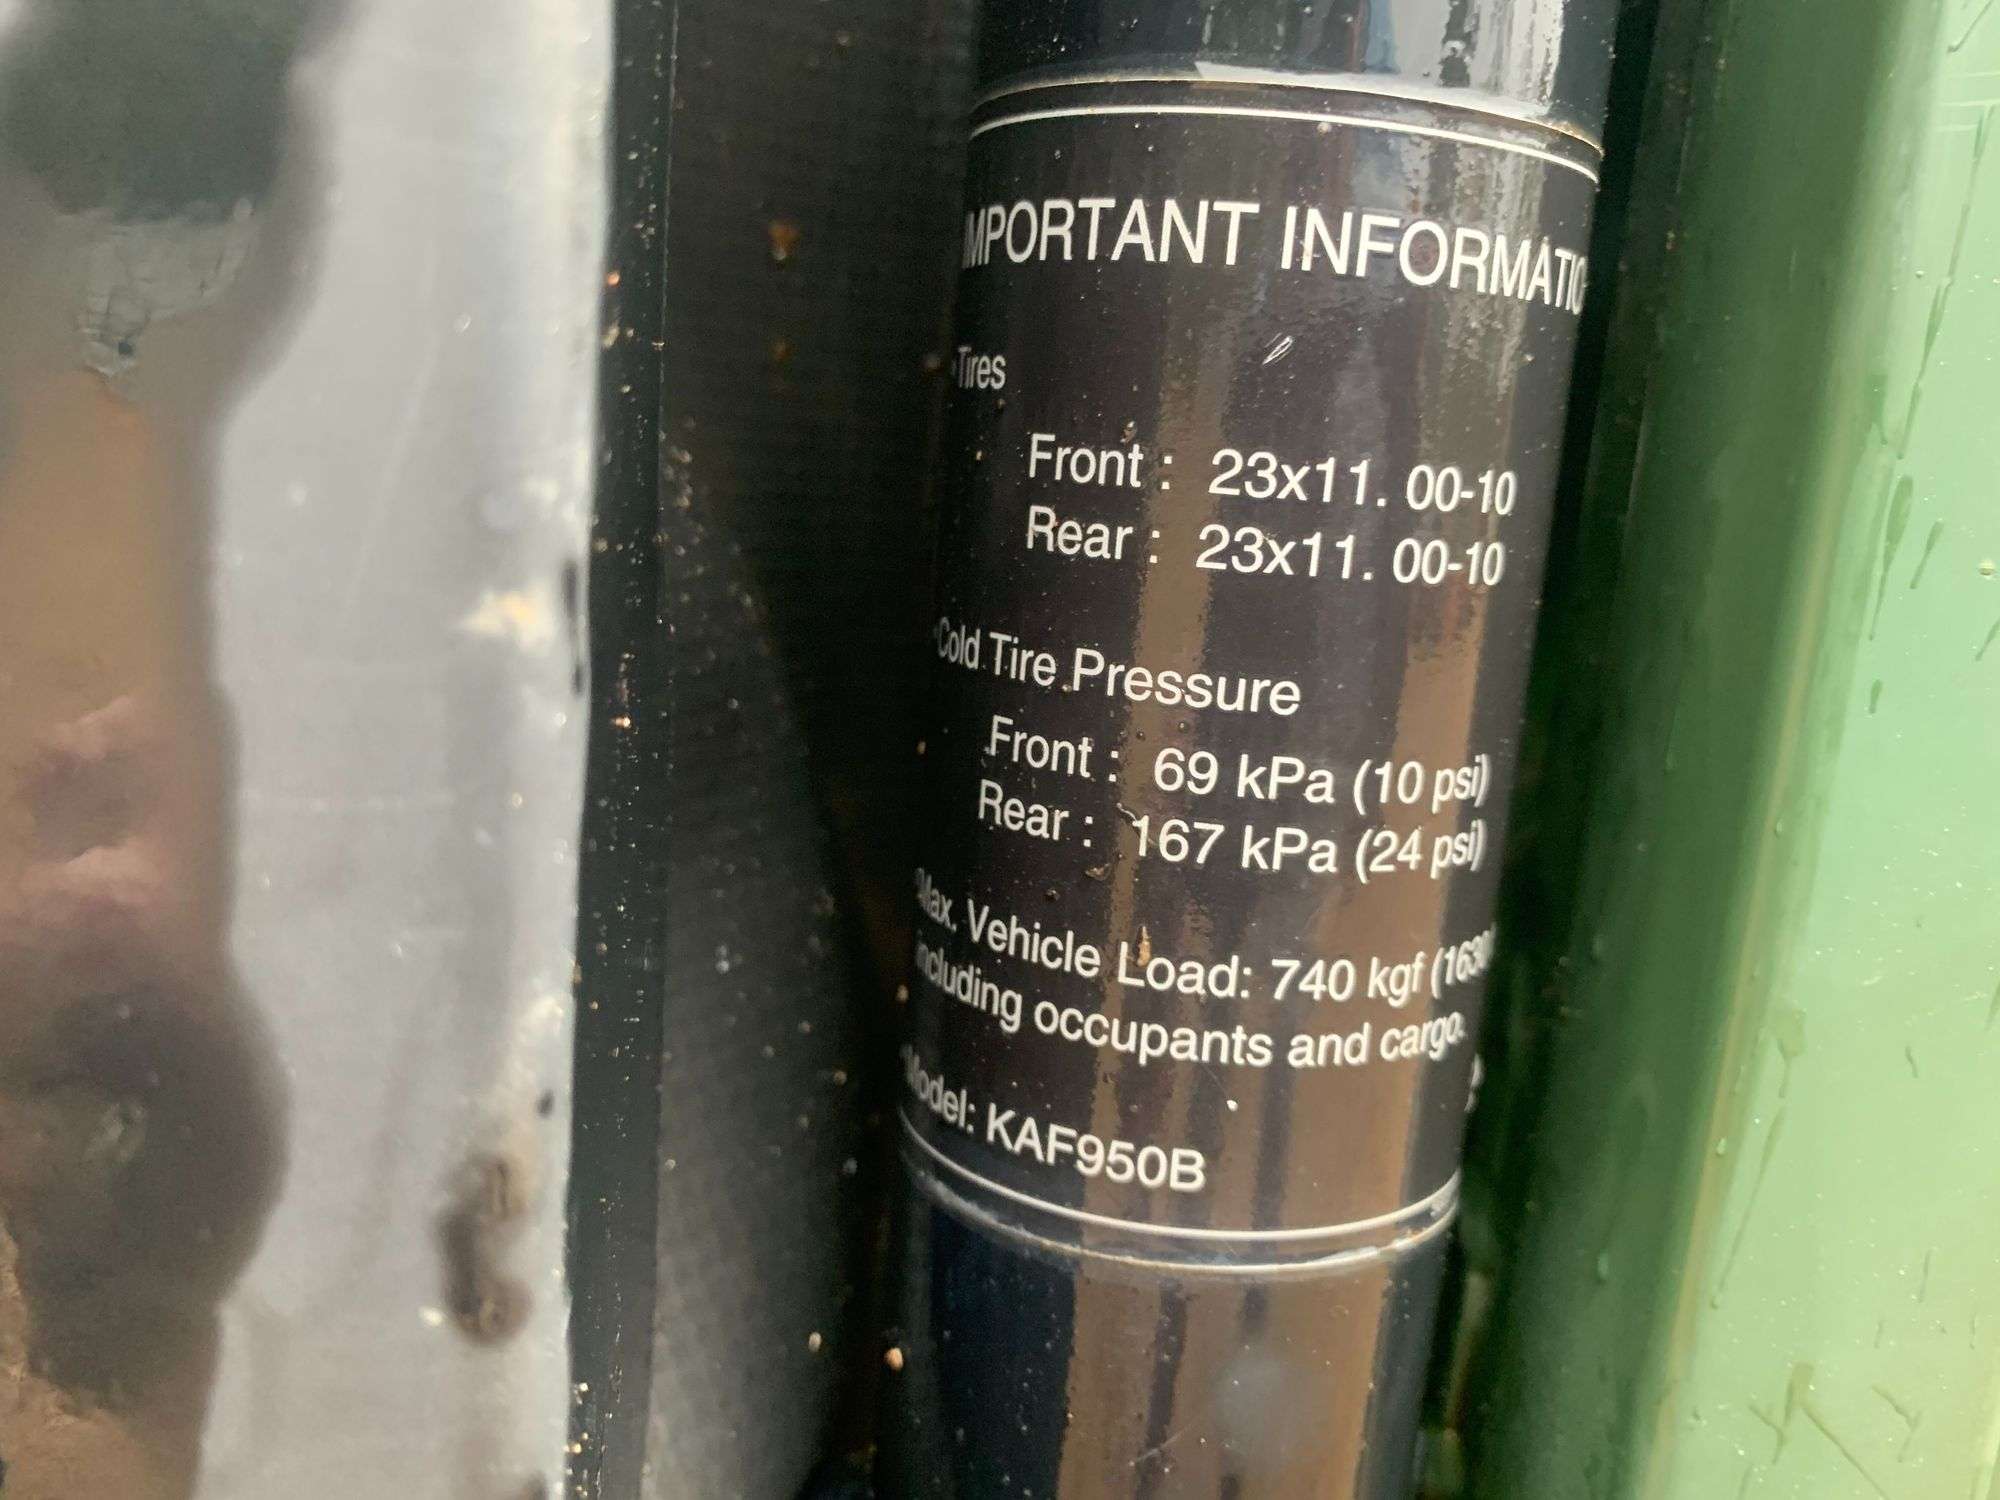 IMPORTANT INFORMATIO
•Tires
Front : 23x11. 00-10
Rear : 23x11. 00-10
•Cold Tire Pressure
Front : 69 kPa (10 psi)
Rear : 167 kPa (24 psi)
•Max. Vehicle Load: 740 kgf (1630
including occupants and cargo.
•Model: KAF950B